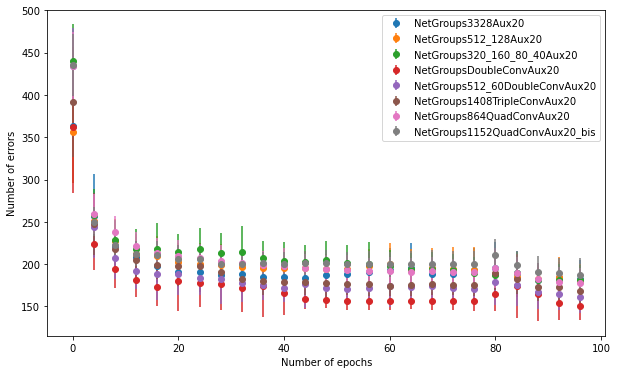 500
450
400
350
300
250
200
150
Number of errors
0
20
40
60
80
100
Number of epochs
NetGroups3328Aux20
NetGroups512_128Aux20
NetGroups320_160_80_40Aux20
NetGroupsDoubleConvAux20
NetGroups512_60DoubleConvAux20
NetGroups1408TripleConvAux20
NetGroups864QuadConvAux20
NetGroups1152QuadConvAux20_bis